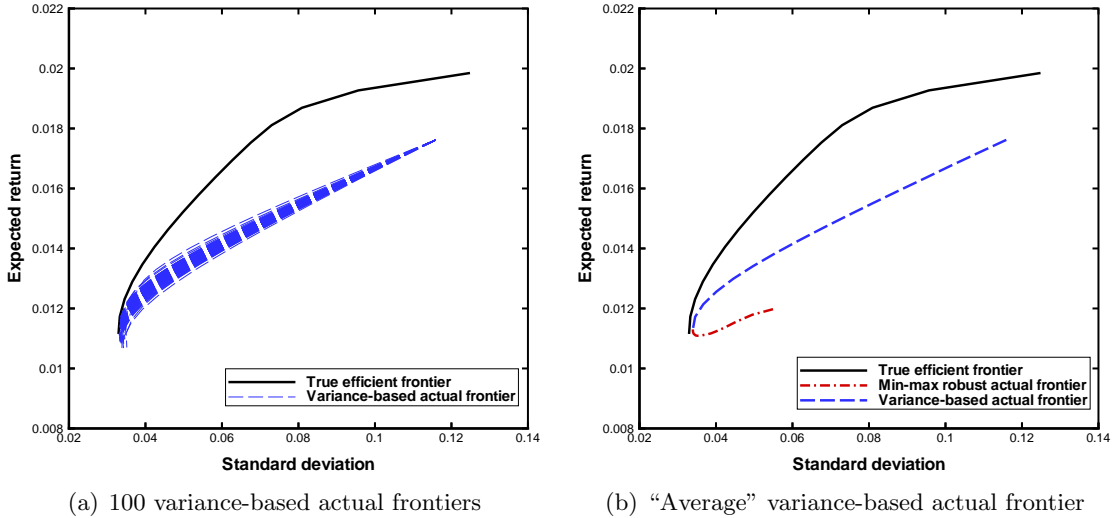 0.022
0.02
0.018
0.016
0.014
0.012
0.01
0.008
Expected return
True efficient frontier
Variance-based actual frontier
0.02 0.04 0.06 0.08 0.1 0.12 0.14
Standard deviation
(a) 100 variance-based actual frontiers
0.022
0.02
0.018
0.016
0.014
0.012
0.01
0.008
Expected return
True efficient frontier
Min-max robust actual frontier
Variance-based actual frontier
0.02 0.04 0.06 0.08 0.1 0.12 0.14
Standard deviation
(b) “Average” variance-based actual frontier